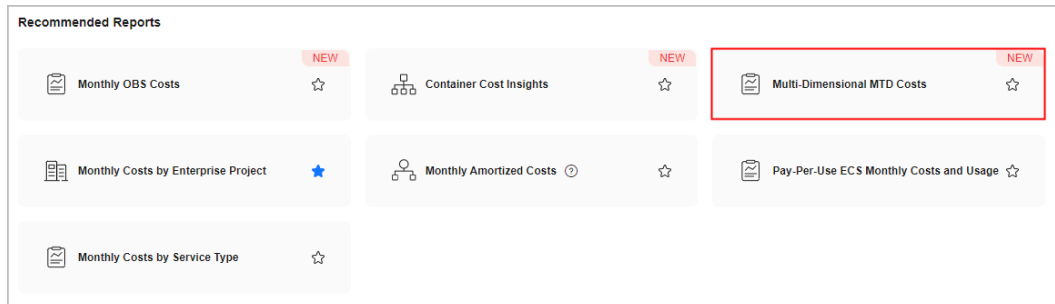 Recommended Reports
NEW
Monthly OBS Costs
NEW
Container Cost Insights
NEW
Multi-Dimensional MTD Costs
Monthly Costs by Enterprise Project
Monthly Amortized Costs ?
Pay-Per-Use ECS Monthly Costs and Usage
Monthly Costs by Service Type